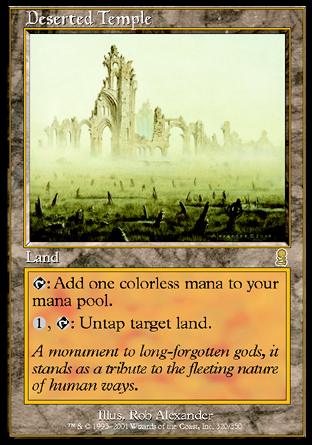 Deserted Temple
Land
: Add one colorless mana to your
mana pool.
1, : Untap target land.
A monument to long-forgotten gods, it
stands as a tribute to the fleeting nature
of human ways.
Illus. Rob Alexander
™ & © 1993–2001 Wizards of the Coast, Inc. 320/350